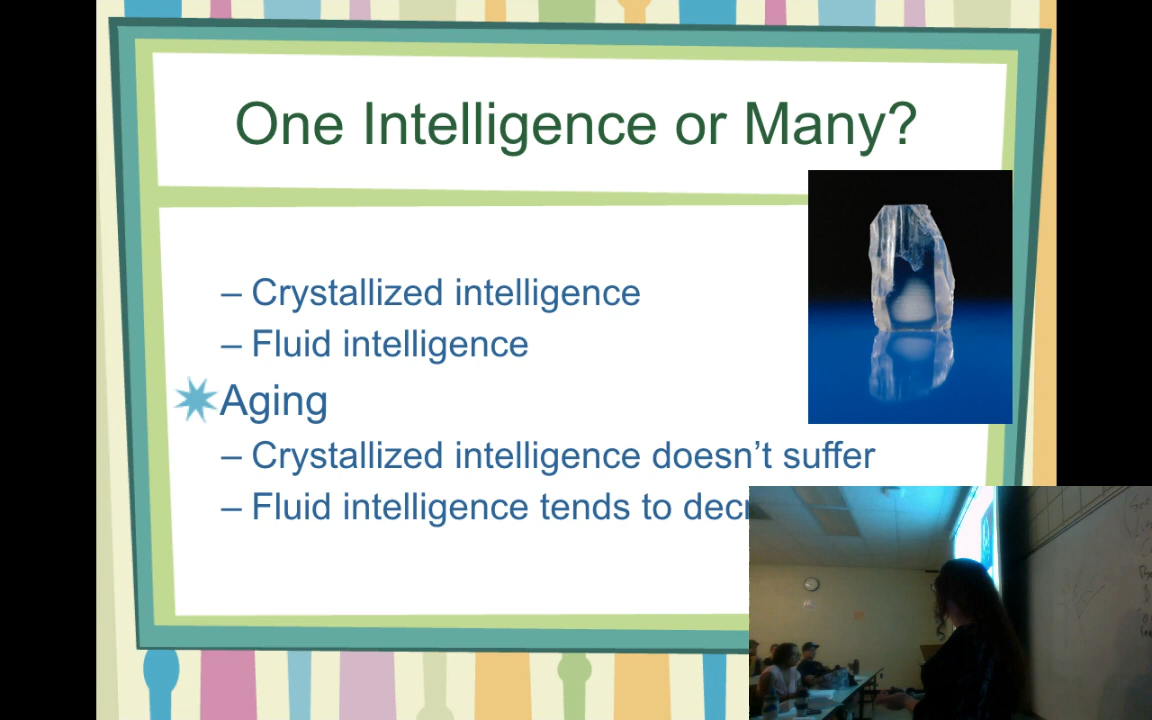 One Intelligence or Many?
– Crystallized intelligence
– Fluid intelligence
Aging
– Crystallized intelligence doesn’t suffer
– Fluid intelligence tends to